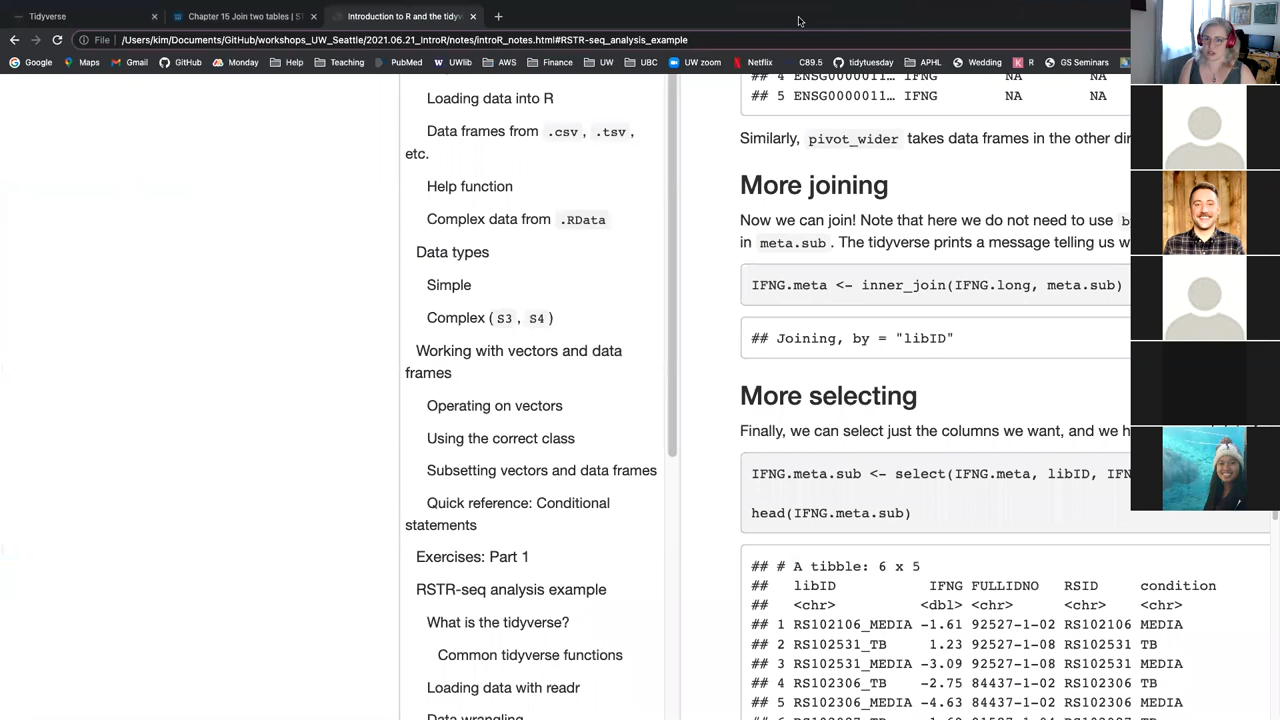 Tidyverse
Chapter 15 Join two tables | ST
Introduction to R and the tidyv
File /Users/kim/Documents/GitHub/workshops_UW_Seattle/2021.06.21_IntroR/notes/introR_notes.html#RSTR-seq_analysis_example
Google Maps Gmail GitHub Monday Help Teaching PubMed UWlib AWS Finance UW UBC UW zoom Netflix C89.5 tidytuesday APHL Wedding R GS Seminars
Loading data into R
Data frames from .csv, .tsv,
etc.
Help function
Complex data from .RData
Data types
Simple
Complex (S3, S4)
Working with vectors and data
frames
Operating on vectors
Using the correct class
Subsetting vectors and data frames
Quick reference: Conditional
statements
Exercises: Part 1
RSTR-seq analysis example
What is the tidyverse?
Common tidyverse functions
Loading data with readr
Data wrangling
## 4 ENSG0000011… IFNG NA NA
## 5 ENSG0000011… IFNG NA NA
Similarly, pivot_wider takes data frames in the other dir
More joining
Now we can join! Note that here we do not need to use b
in meta.sub. The tidyverse prints a message telling us w
IFNG.meta <- inner_join(IFNG.long, meta.sub)
## Joining, by = "libID"
More selecting
Finally, we can select just the columns we want, and we h
IFNG.meta.sub <- select(IFNG.meta, libID, IFN
head(IFNG.meta.sub)
## # A tibble: 6 x 5
## libID IFNG FULLIDNO RSID condition
## <chr> <dbl> <chr> <chr> <chr>
## 1 RS102106_MEDIA -1.61 92527-1-02 RS102106 MEDIA
## 2 RS102531_TB 1.23 92527-1-08 RS102531 TB
## 3 RS102531_MEDIA -3.09 92527-1-08 RS102531 MEDIA
## 4 RS102306_TB -2.75 84437-1-02 RS102306 TB
## 5 RS102306_MEDIA -4.63 84437-1-02 RS102306 MEDIA